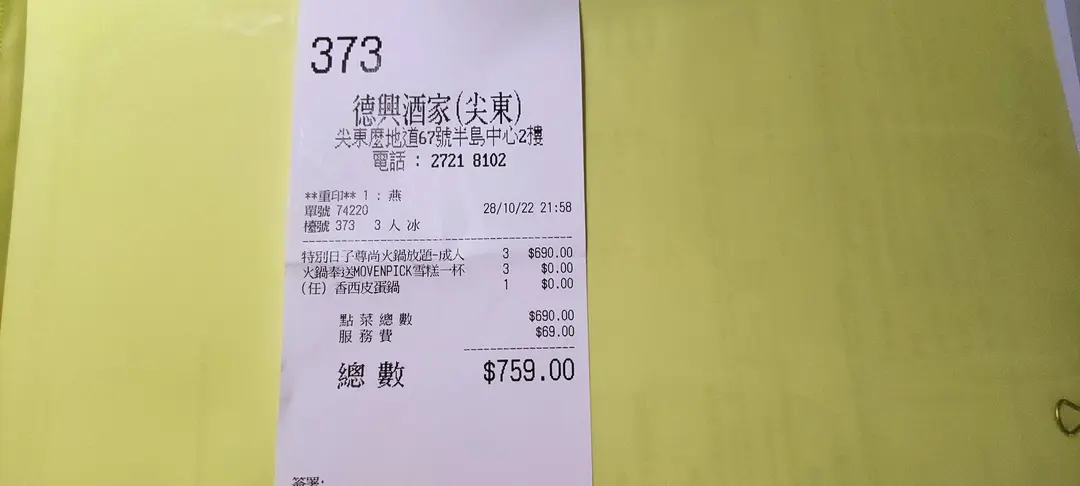 373
德興酒家(尖東)
尖東麼地道67號半島中心2樓
電話 : 2721 8102
**重印** 1 : 燕
單號 74220 28/10/22 21:58
檯號 373 3 人 冰
特別日子尊尚火鍋放題-成人 3 $690.00
火鍋奉送MOVENPICK雪糕一杯 3 $0.00
(任) 香茜皮蛋鍋 1 $0.00
點 菜 總 數 $690.00
服 務 費 $69.00
總 數 $759.00
簽署: